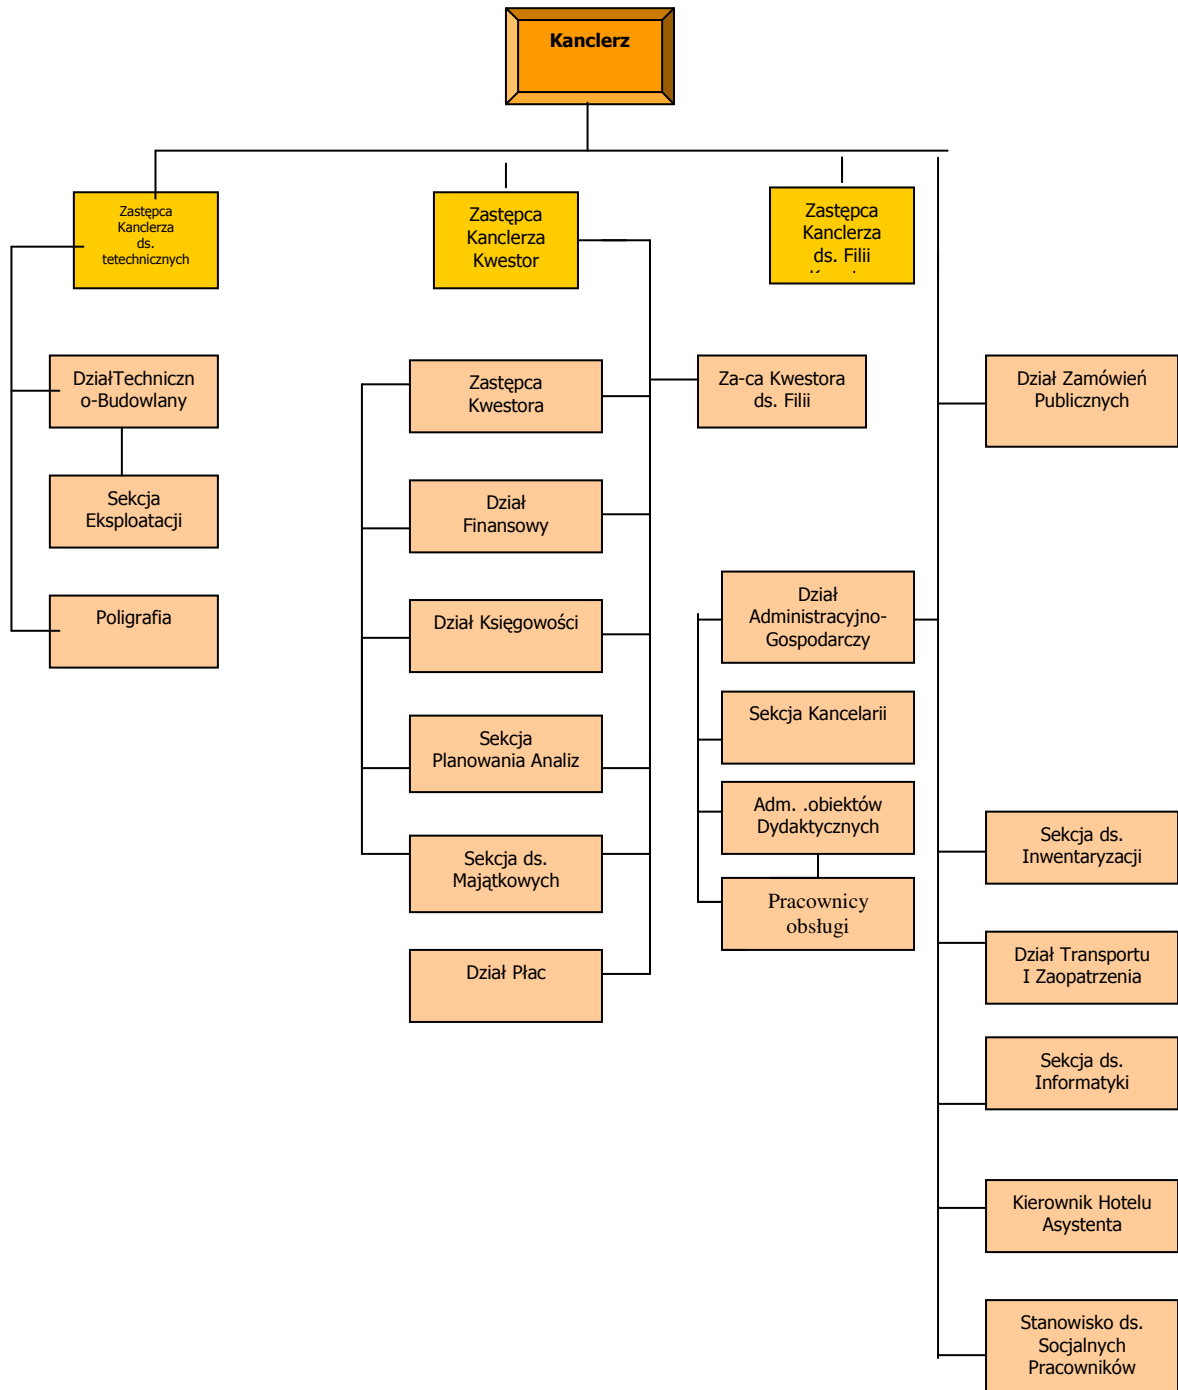 Kanclerz
Zastępca
Kanclerza
ds.
tetechnicznych
Zastępca
Kanclerza
Kwestor
Zastępca
Kanclerza
ds. Filii
DziałTechniczn
o-Budowlany
Zastępca
Kwestora
Za-ca Kwestora
ds. Filii
Dział Zamówień
Publicznych
Sekcja
Eksploatacji
Dział
Finansowy
Poligrafia
Dział Księgowości
Dział
Administracyjno-
Gospodarczy
Sekcja Kancelarii
Sekcja
Planowania Analiz
Adm. .obiektów
Dydaktycznych
Sekcja ds.
Inwentaryzacji
Sekcja ds.
Majątkowych
Pracownicy
obsługi
Dział Płac
Dział Transportu
I Zaopatrzenia
Sekcja ds.
Informatyki
Kierownik Hotelu
Asystenta
Stanowisko ds.
Socjalnych
Pracowników